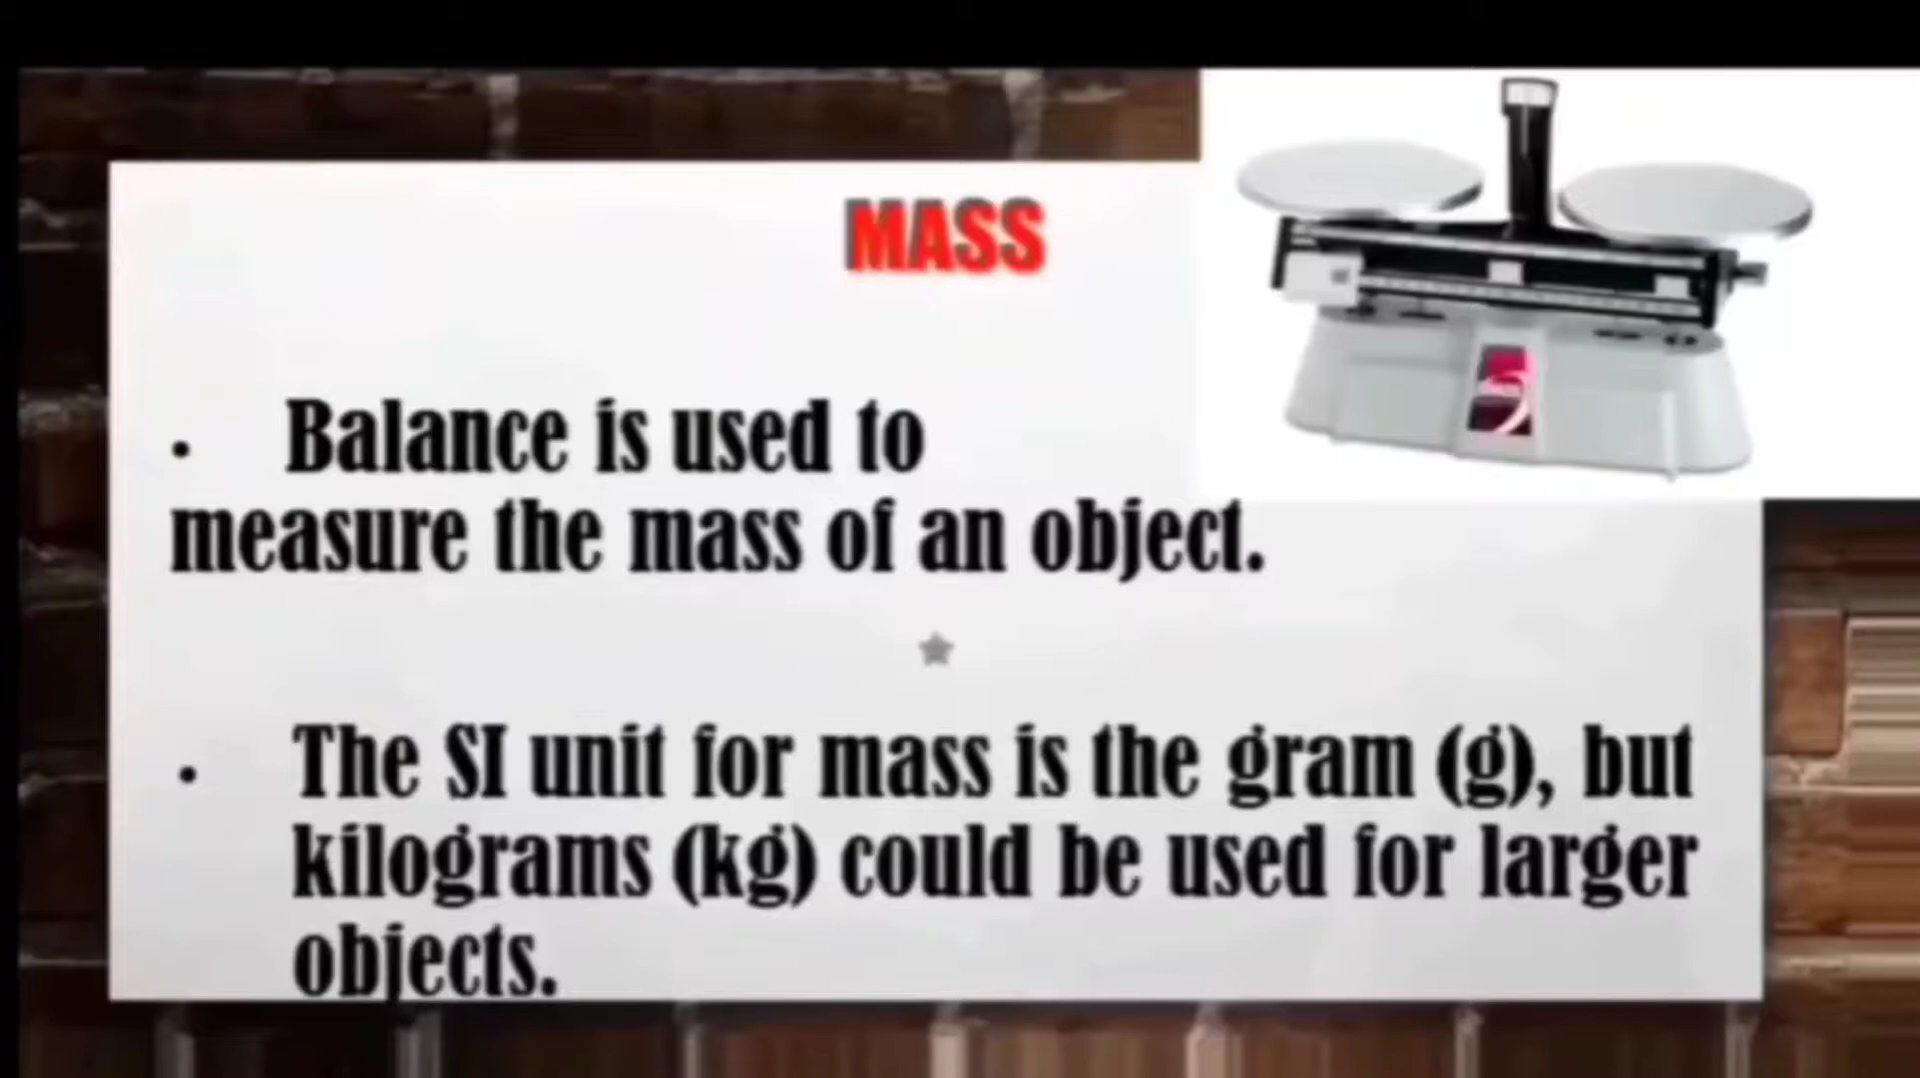 MASS
• Balance is used to
measure the mass of an object.
• The SI unit for mass is the gram (g), but
kilograms (kg) could be used for larger
objects.